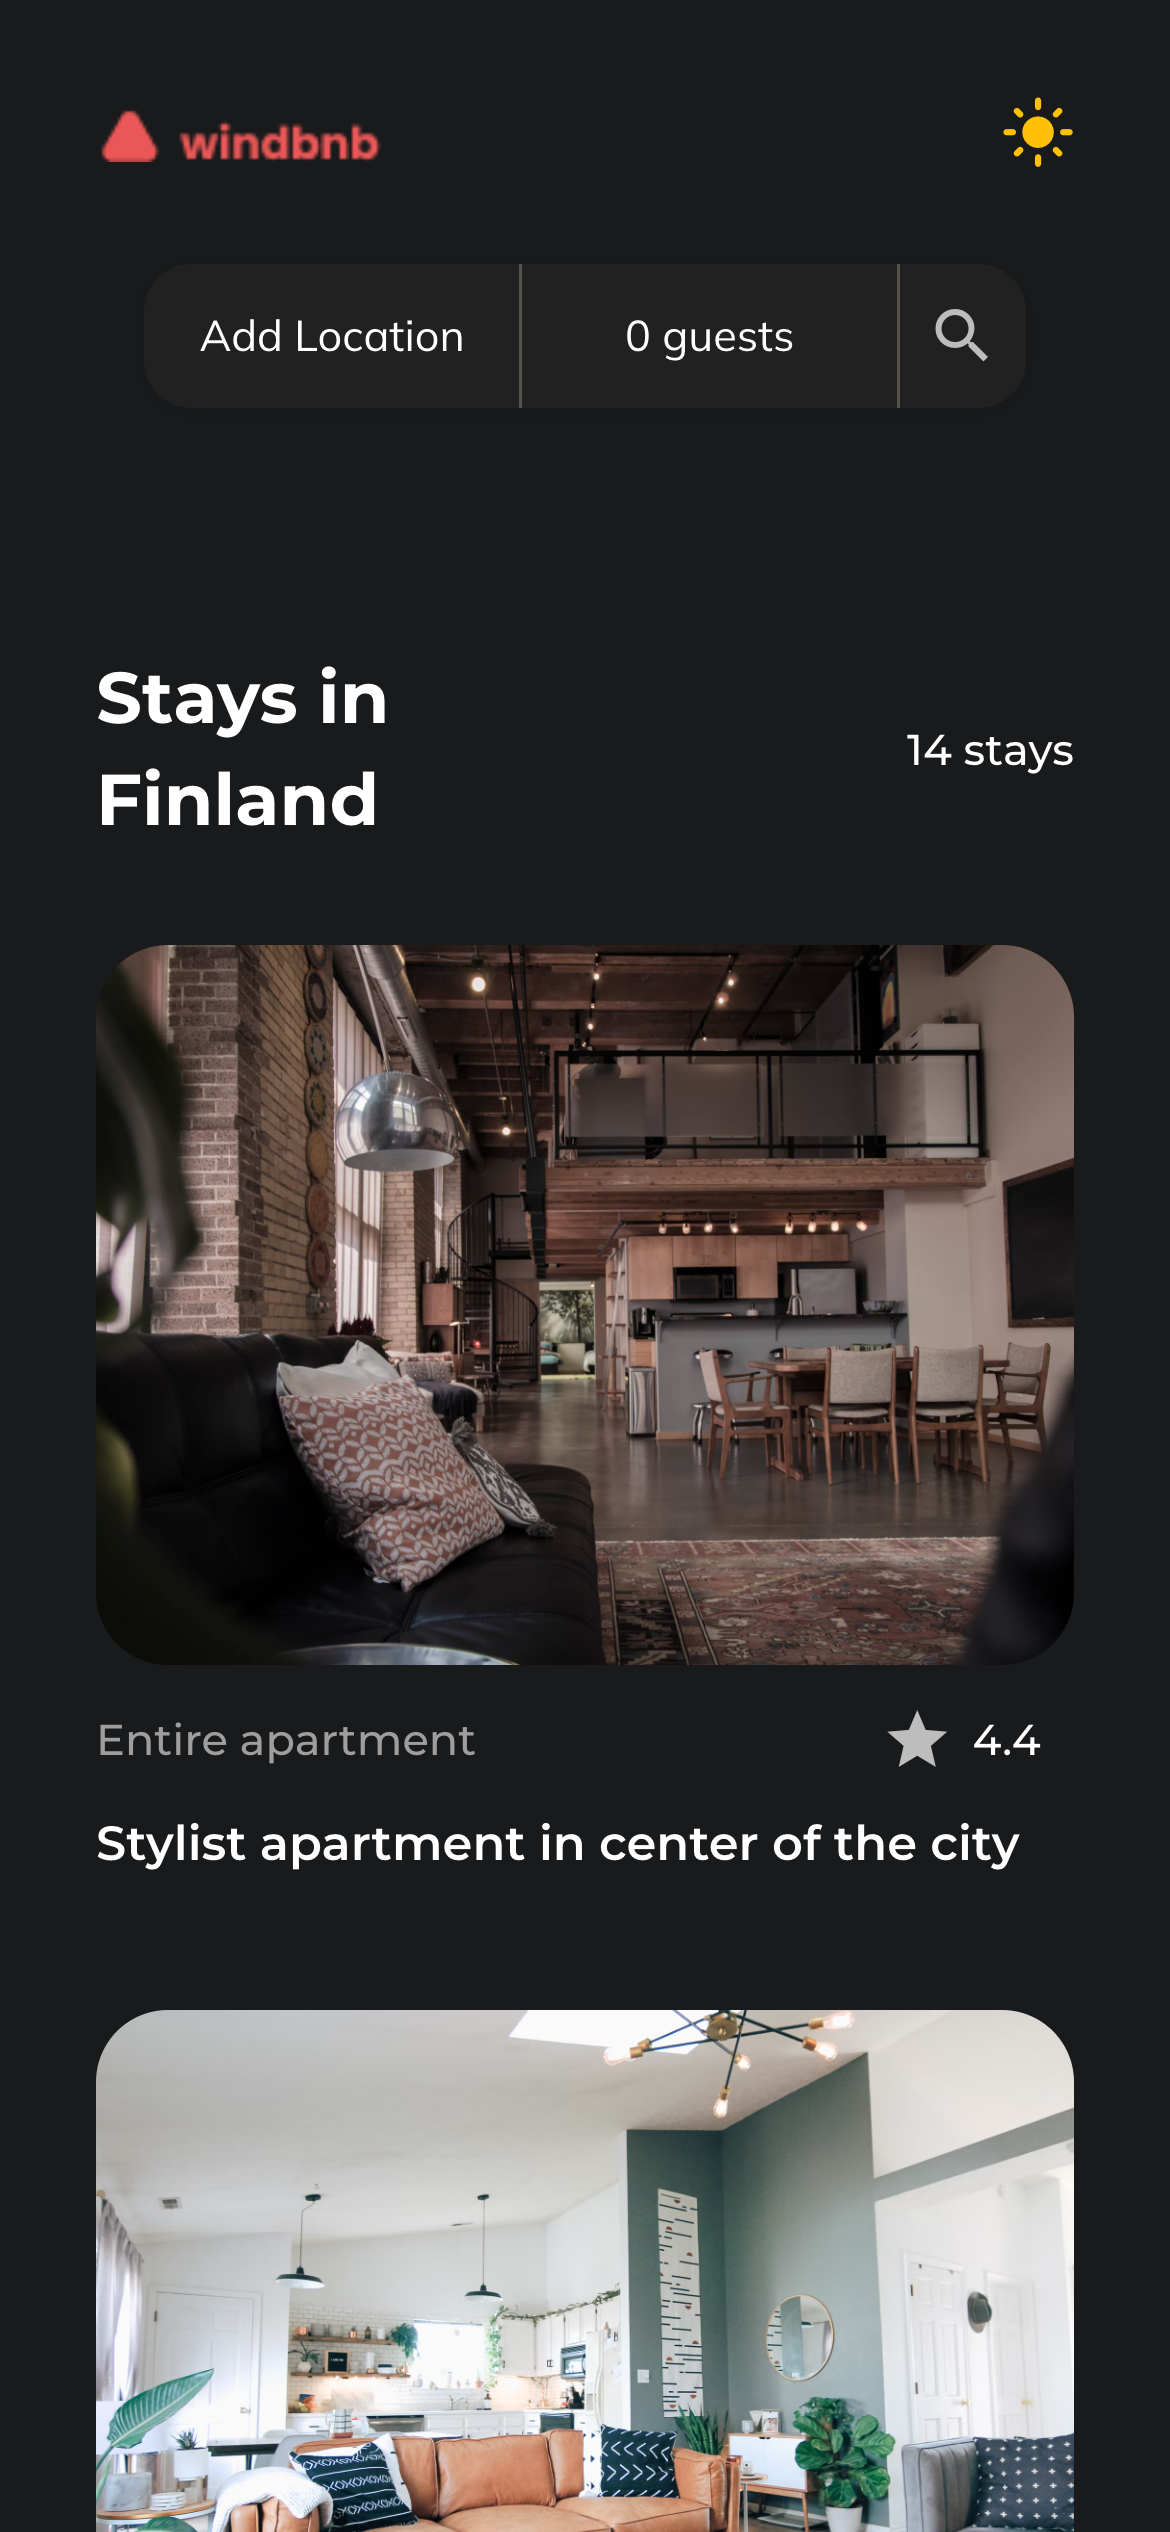 windbnb
Add Location
0 guests
Stays in
Finland
14 stays
Entire apartment
4.4
Stylist apartment in center of the city